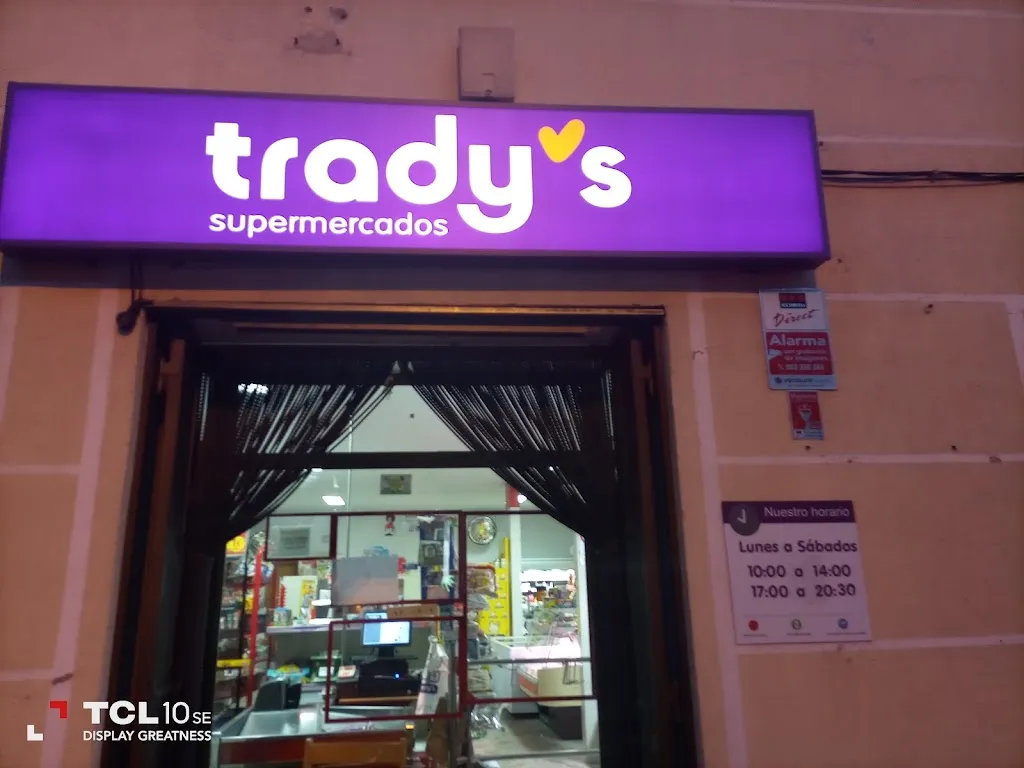 trady's
supermercados
Direct
Alarma
Nuestro horario
Lunes a Sábados
10:00 a 14:00
17:00 a 20:30
TCL 10 SE
DISPLAY GREATNESS